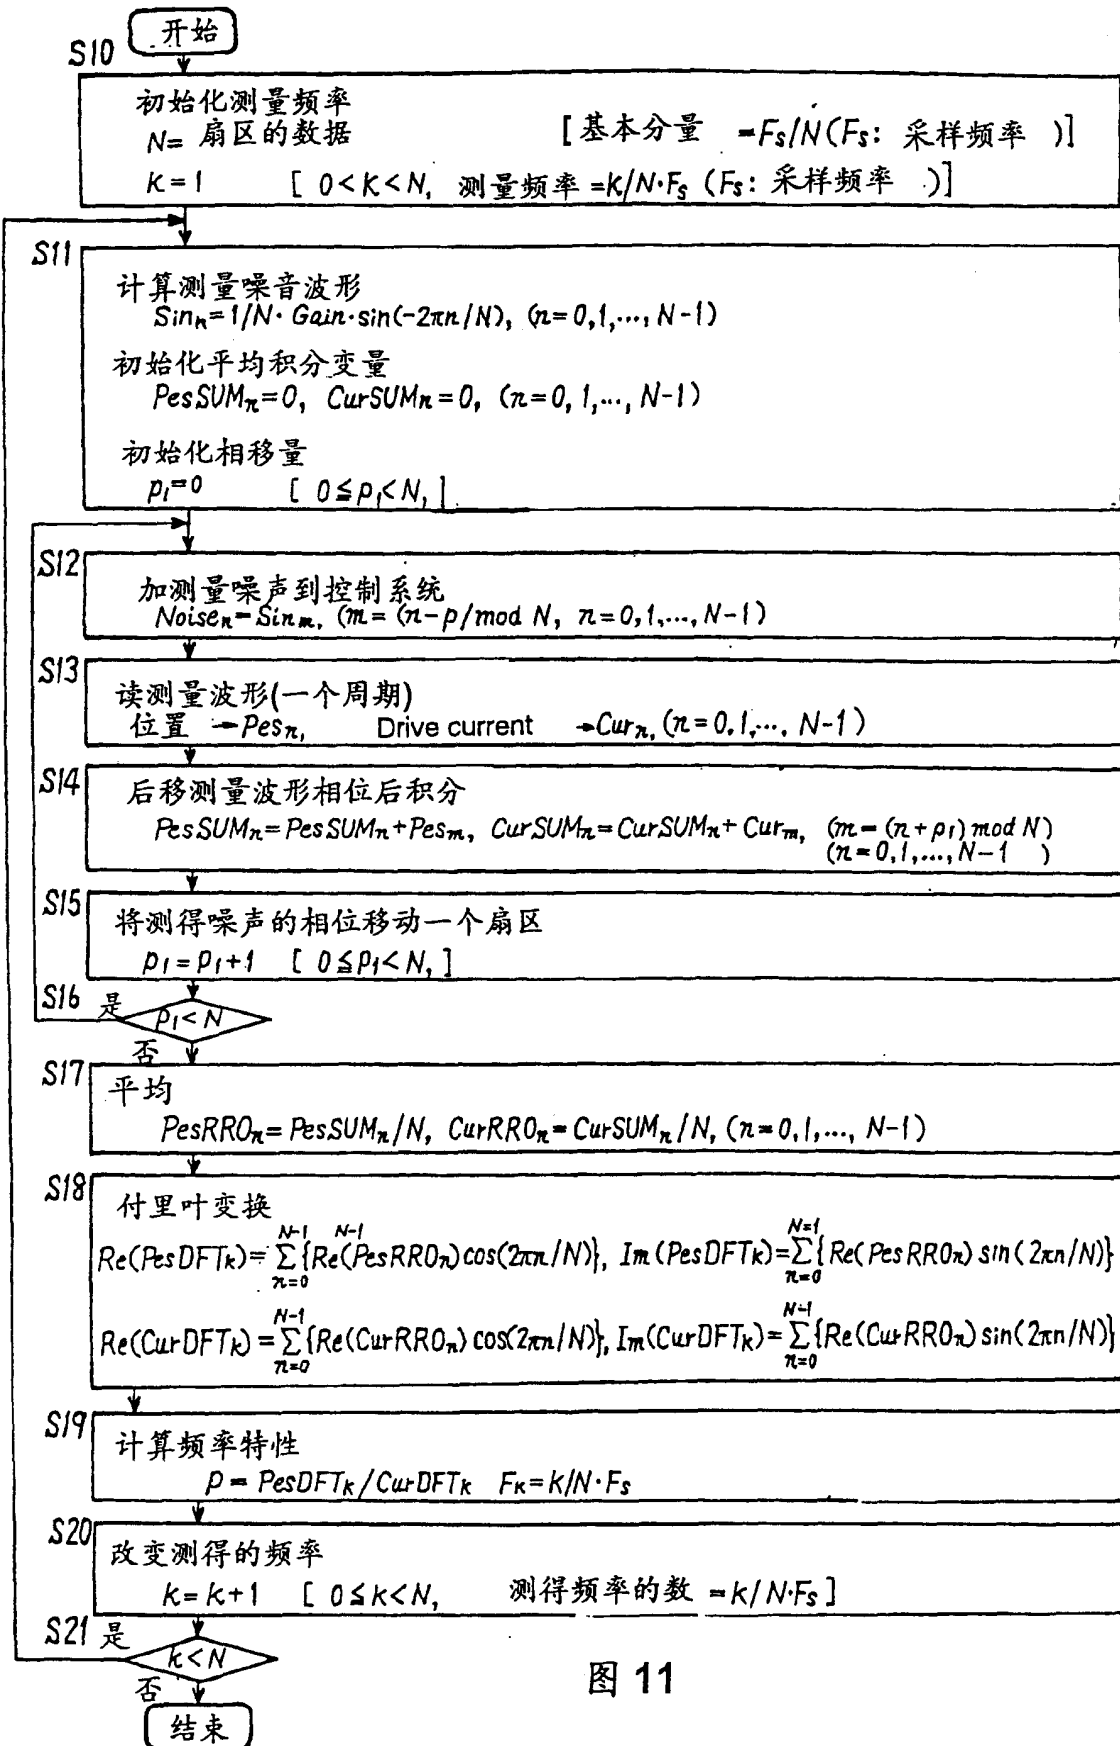 开始
S10
初始化测量频率
N= 扇区的数据 [基本分量 =Fs/N(Fs: 采样频率 )]
K=1 [ 0<K<N, 测量频率=K/N·Fs (Fs: 采样频率 )]
S11
计算测量噪音波形
Sinn=1/N·Gain·sin(-2πn/N), (n=0,1,..., N-1)
初始化平均积分变量
PesSUMn=0, CurSUMn=0, (n=0,1,..., N-1)
初始化相移量
p1=0 [ 0≦p1<N, ]
S12
加测量噪声到控制系统
Noisen=Sinm, (m= (n-p/mod N, n=0,1,..., N-1)
S13
读测量波形(一个周期)
位置 →Pesn, Drive current →Curn, (n=0,1,..., N-1)
S14
后移测量波形相位后积分
PesSUMn=PesSUMn+Pesm, CurSUMn=CurSUMn+Curm, (m=(n+p1) mod N)
(n=0,1,..., N-1 )
S15
将测得噪声的相位移动一个扇区
p1=p1+1 [ 0≦p1<N, ]
S16 是
p1<N
否
S17
平均
PesRROn=PesSUMn/N, CurRROn=CurSUMn/N, (n=0,1,..., N-1)
S18
付里叶变换
N-1 N-1 N=1
Re(PesDFTk)=∑{Re(PesRROn)cos(2πn/N)}, Im(PesDFTk)=∑{Re(PesRROn) sin(2πn/N)}
n=0 n=0
N-1 N-1
Re(CurDFTk)=∑{Re(CurRROn)cos(2πn/N)}, Im(CurDFTk)=∑{Re(CurRROn)sin(2πn/N)}
n=0 n=0
S19
计算频率特性
P=PesDFTk/CurDFTk Fk=k/N·Fs
S20
改变测得的频率
k=k+1 [ 0≦k<N, 测得频率的数 =k/N·Fs]
S21 是
k<N
否
结束
图 11